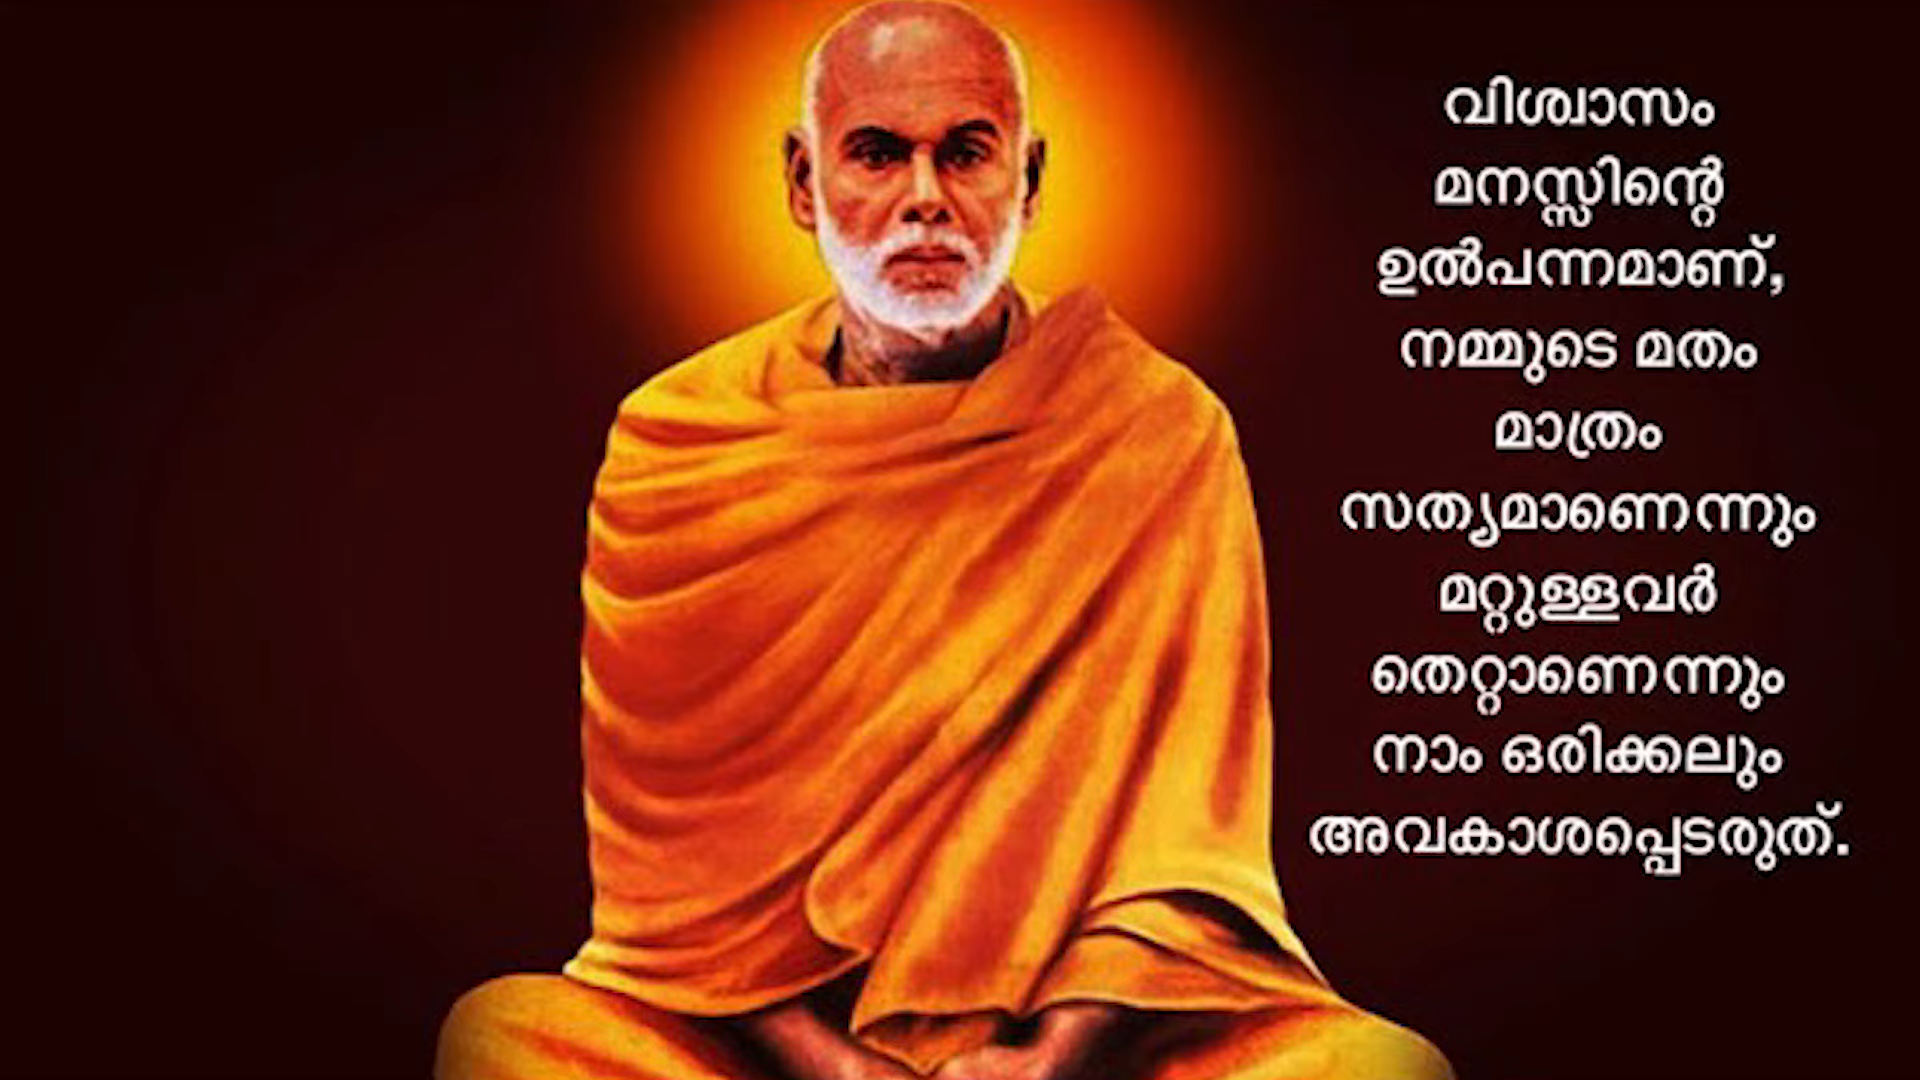 വിശ്വാസം
മനസ്സിന്റെ
ഉൽപന്നമാണ്,
നമ്മുടെ മതം
മാത്രം
സത്യമാണെന്നും
മറ്റുള്ളവർ
തെറ്റാണെന്നും
നാം ഒരിക്കലും
അവകാശപ്പെടരുത്.